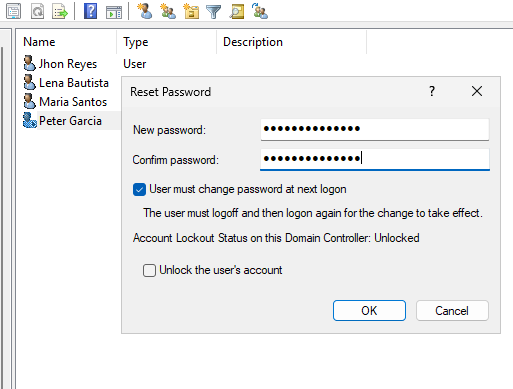 Name Type Description
Jhon Reyes User
Lena Bautista
Maria Santos
Peter Garcia
Reset Password ?
New password: ●●●●●●●●●●●●●●
Confirm password: ●●●●●●●●●●●●●●
User must change password at next logon
The user must logoff and then logon again for the change to take effect.
Account Lockout Status on this Domain Controller: Unlocked
Unlock the user's account
OK Cancel